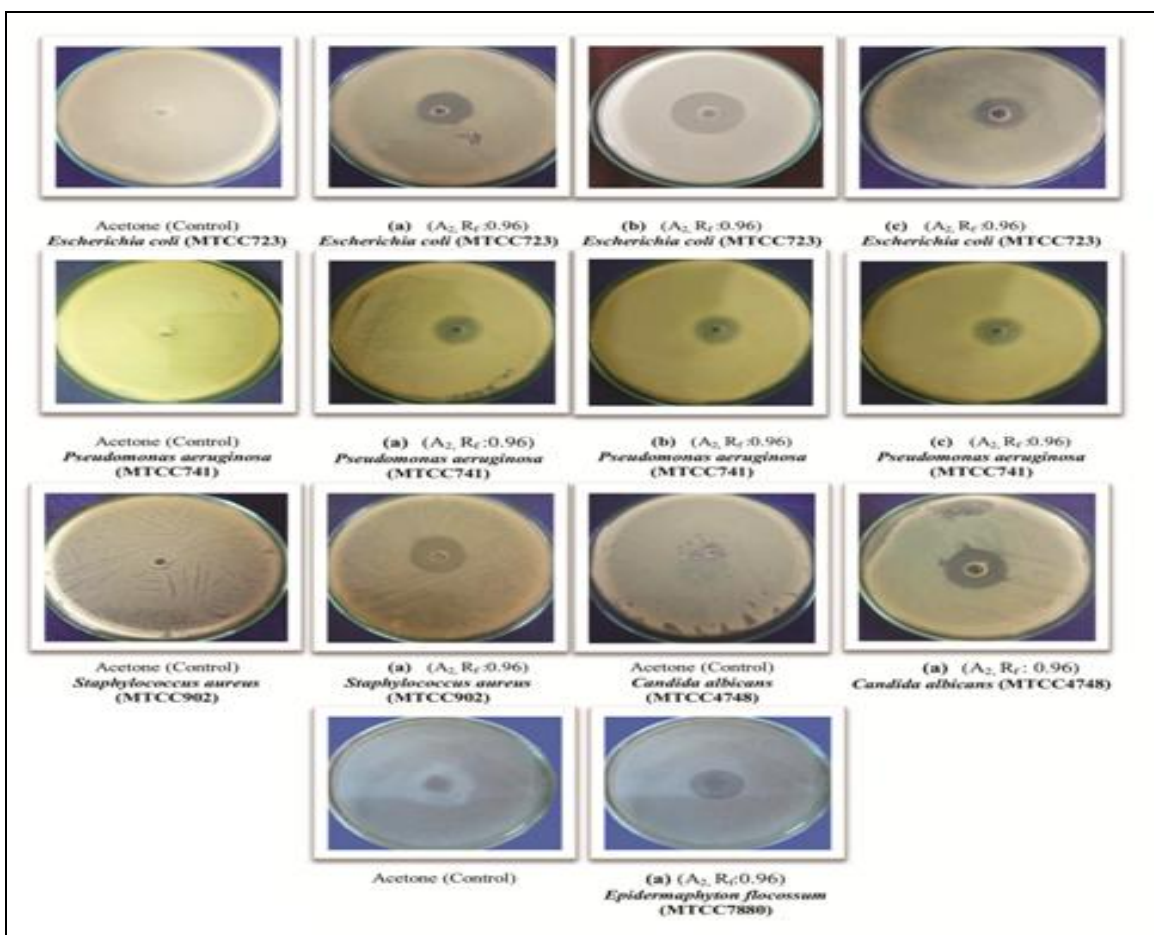 Acetone (Control)
Escherichia coli (MTCC723)
(a) (A2, Rf:0.96)
Escherichia coli (MTCC723)
(b) (A2, Rf:0.96)
Escherichia coli (MTCC723)
(c) (A2, Rf:0.96)
Escherichia coli (MTCC723)
Acetone (Control)
Pseudomonas aeruginosa
(MTCC741)
(a) (A2, Rf:0.96)
Pseudomonas aeruginosa
(MTCC741)
(b) (A2, Rf:0.96)
Pseudomonas aeruginosa
(MTCC741)
(c) (A2, Rf:0.96)
Pseudomonas aeruginosa
(MTCC741)
Acetone (Control)
Staphylococcus aureus
(MTCC902)
(a) (A2, Rf:0.96)
Staphylococcus aureus
(MTCC902)
Acetone (Control)
Candida albicans
(MTCC4748)
(a) (A2, Rf: 0.96)
Candida albicans (MTCC4748)
Acetone (Control)
(a) (A2, Rf:0.96)
Epidermaphyton flocossum
(MTCC7880)